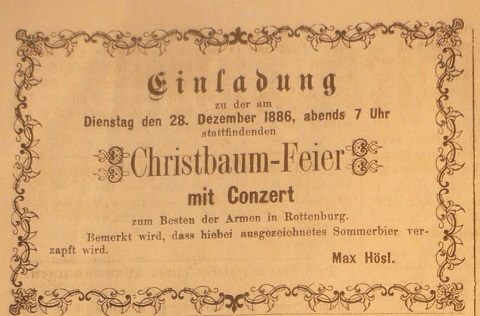 Einladung
zu der am
Dienstag den 28. Dezember 1886, abends 7 Uhr
stattfindenden
Christbaum-Feier
mit Conzert
zum Besten der Armen in Rottenburg.
Bemerkt wird, dass hiebei ausgezeichnetes Sommerbier ver-
zapft wird.
Max Hösl.